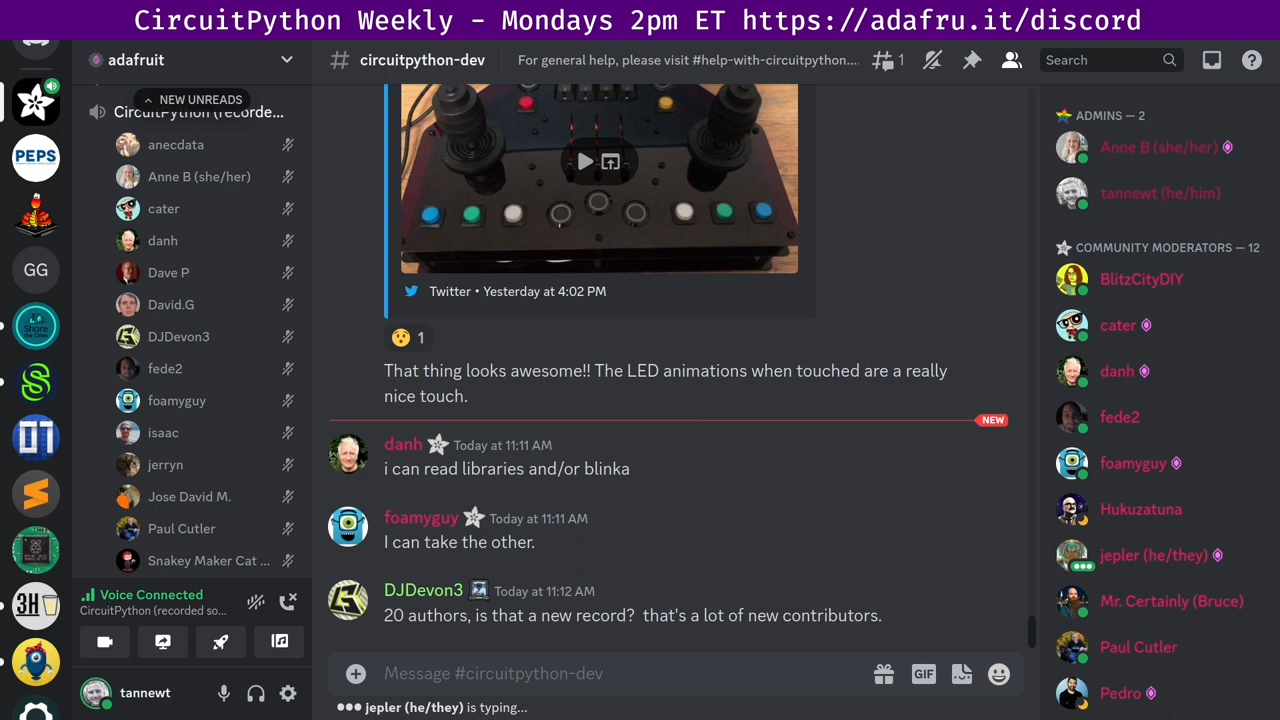 CircuitPython Weekly - Mondays 2pm ET https://adafru.it/discord
adafruit
NEW UNREADS
CircuitPython (recorde...
anecdata
Anne B (she/her)
cater
danh
Dave P
David.G
DJDevon3
fede2
foamyguy
isaac
jerryn
Jose David M.
Paul Cutler
Snakey Maker Cat ...
Voice Connected
CircuitPython (recorded so...
tannewt
PEPS
GG
3H
circuitpython-dev
For general help, please visit #help-with-circuitpython....
1
Search
Twitter • Yesterday at 4:02 PM
1
That thing looks awesome!! The LED animations when touched are a really
nice touch.
NEW
danh Today at 11:11 AM
i can read libraries and/or blinka
foamyguy Today at 11:11 AM
I can take the other.
DJDevon3 Today at 11:12 AM
20 authors, is that a new record? that's a lot of new contributors.
Message #circuitpython-dev
GIF
jepler (he/they) is typing...
ADMINS — 2
Anne B (she/her)
tannewt (he/him)
COMMUNITY MODERATORS — 12
BlitzCityDIY
cater
danh
fede2
foamyguy
Hukuzatuna
jepler (he/they)
Mr. Certainly (Bruce)
Paul Cutler
Pedro